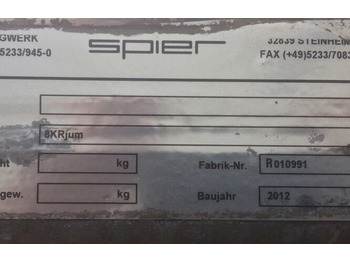 GWERK spier 32839 STEINHEIM
5233/945-0 FAX (+49)5233/7083
8KRjum
ht kg Fabrik-Nr. R010991
gew. kg Baujahr 2012